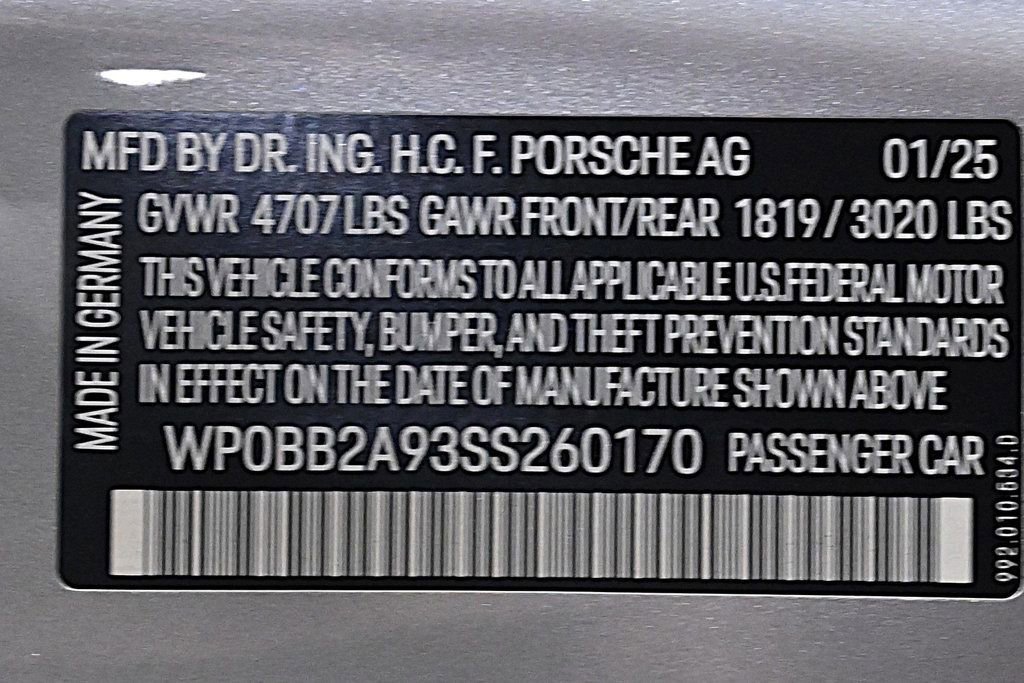 MFD BY DR. ING. H.C. F. PORSCHE AG 01/25
GVWR 4707 LBS GAWR FRONT/REAR 1819 / 3020 LBS
THIS VEHICLE CONFORMS TO ALL APPLICABLE U.S.FEDERAL MOTOR
VEHICLE SAFETY, BUMPER, AND THEFT PREVENTION STANDARDS
IN EFFECT ON THE DATE OF MANUFACTURE SHOWN ABOVE
WP0BB2A93SS260170 PASSENGER CAR
MADE IN GERMANY
992.010.694.D